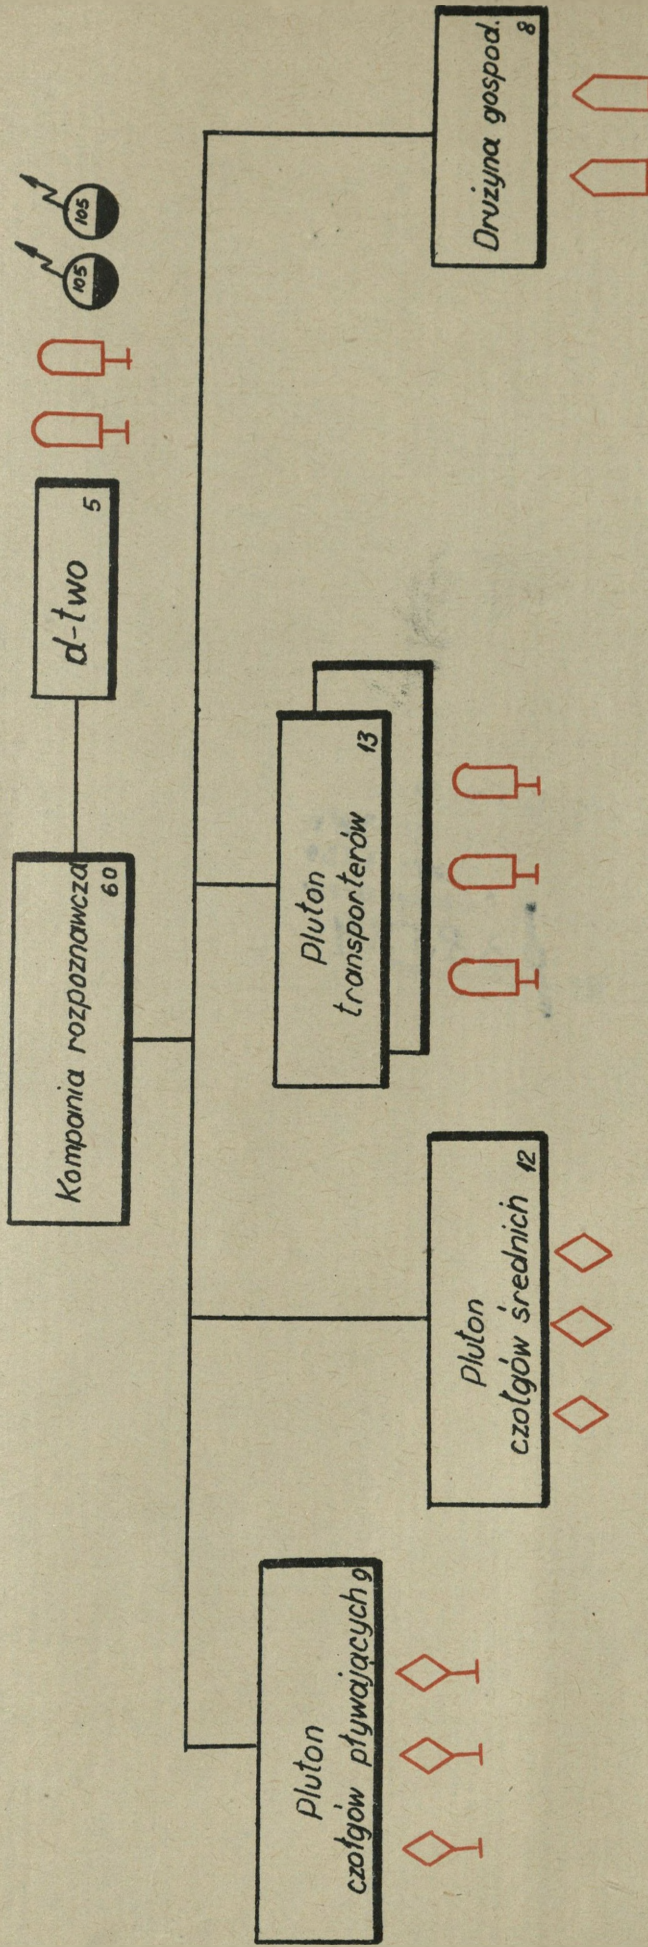 Kompania rozpoznawcza
60
d-two
5
105
105
Pluton
czołgów pływających
9
Pluton
czołgów średnich
12
Pluton
transporterów
13
Drużyna gospod.
8